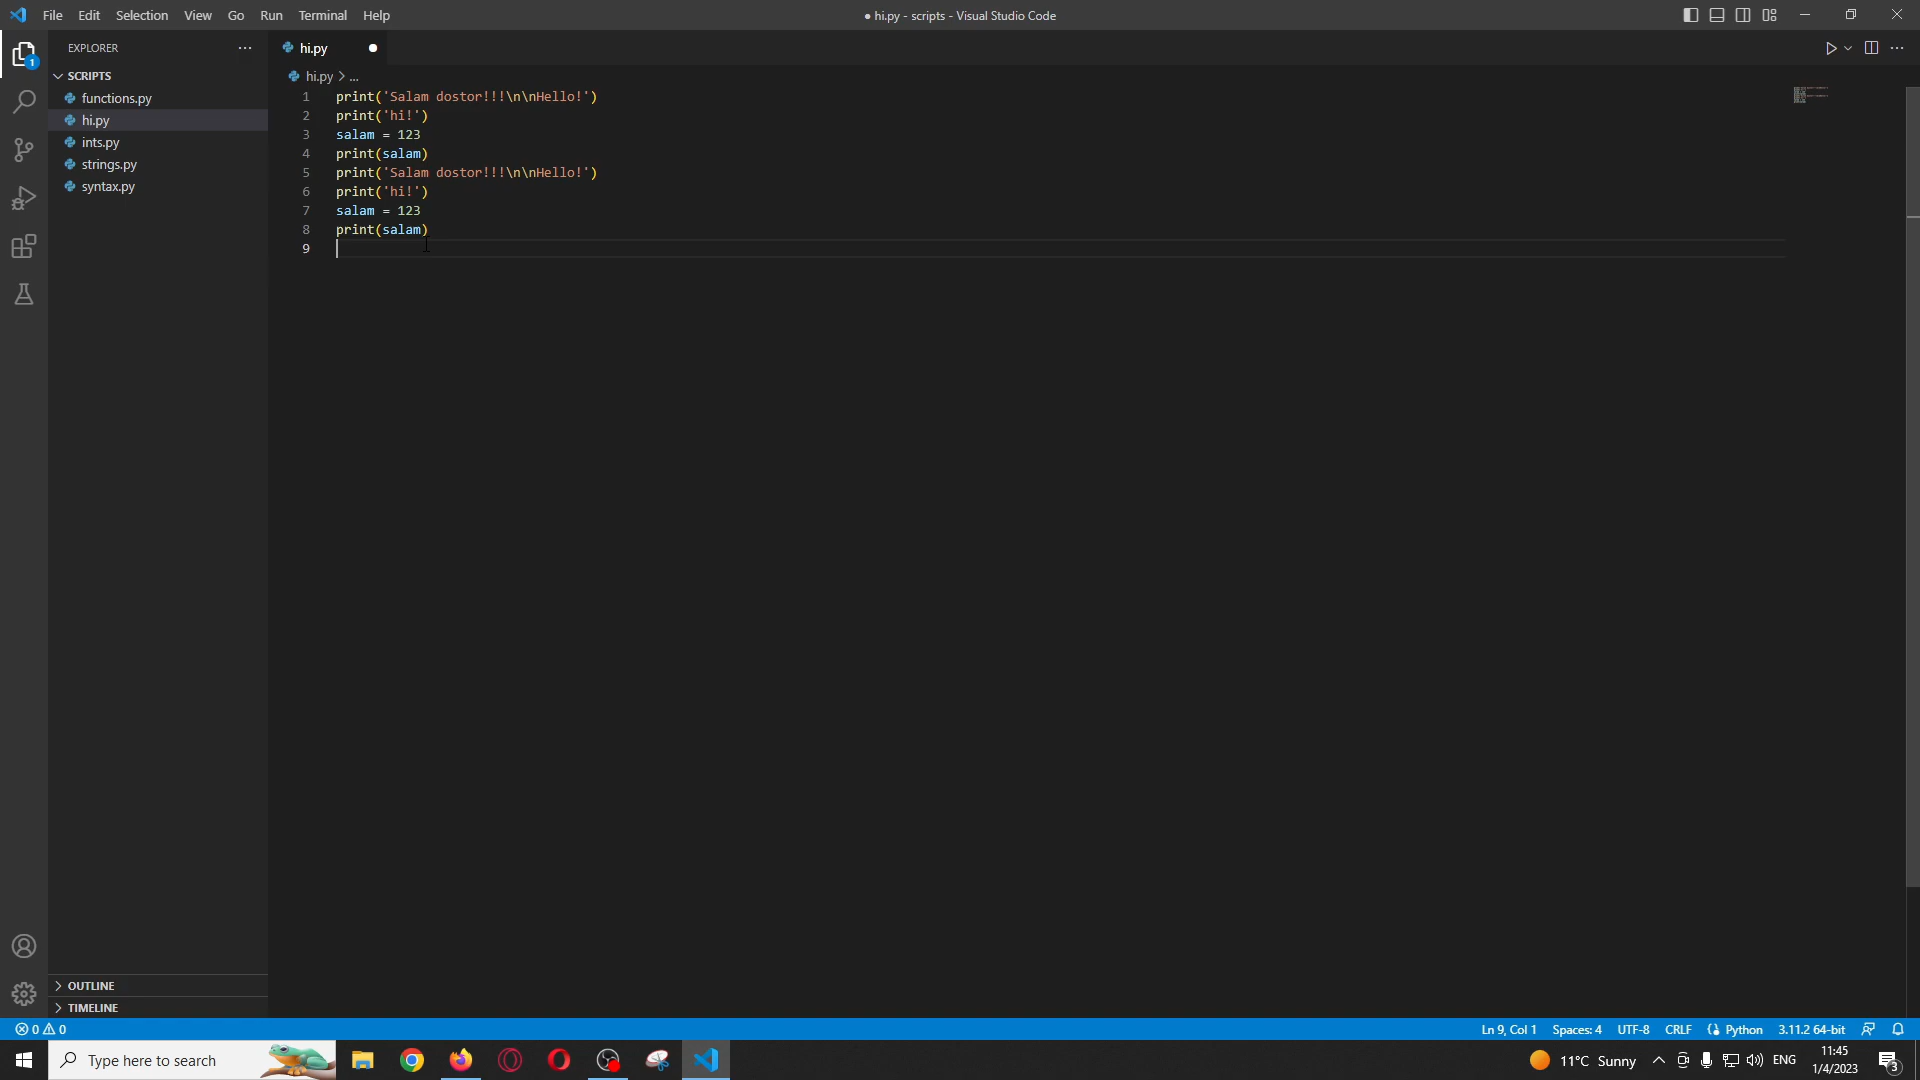 File Edit Selection View Go Run Terminal Help
● hi.py - scripts - Visual Studio Code
EXPLORER ...
1
hi.py
SCRIPTS
hi.py > ...
functions.py
hi.py
ints.py
strings.py
syntax.py
1 print('Salam dostor!!!\n\nHello!')
2 print('hi!')
3 salam = 123
4 print(salam)
5 print('Salam dostor!!!\n\nHello!')
6 print('hi!')
7 salam = 123
8 print(salam)
9
OUTLINE
TIMELINE
0 0
Ln 9, Col 1 Spaces: 4 UTF-8 CRLF Python 3.11.2 64-bit
Type here to search
11°C Sunny
ENG
11:45
1/4/2023
3